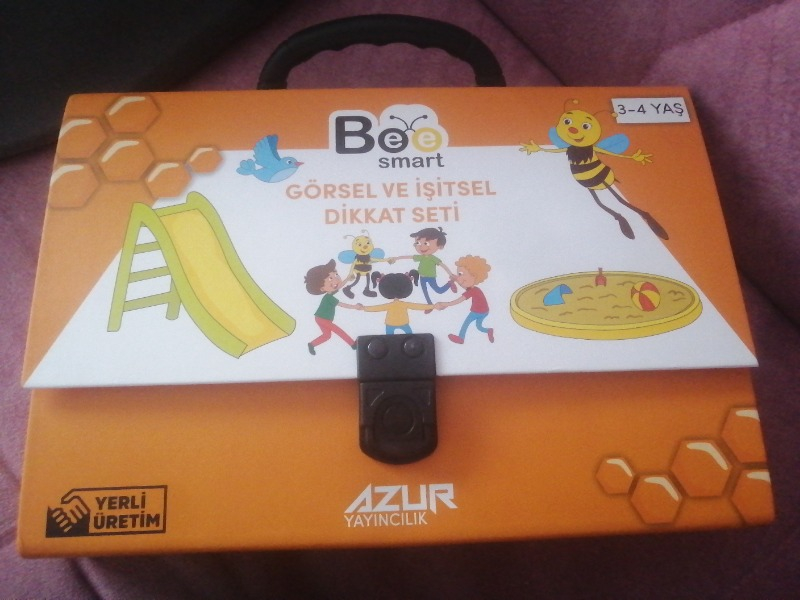 3-4 YAŞ
Bee
smart
GÖRSEL VE İŞİTSEL
DİKKAT SETİ
YERLİ
ÜRETİM
AZUR
YAYINCILIK